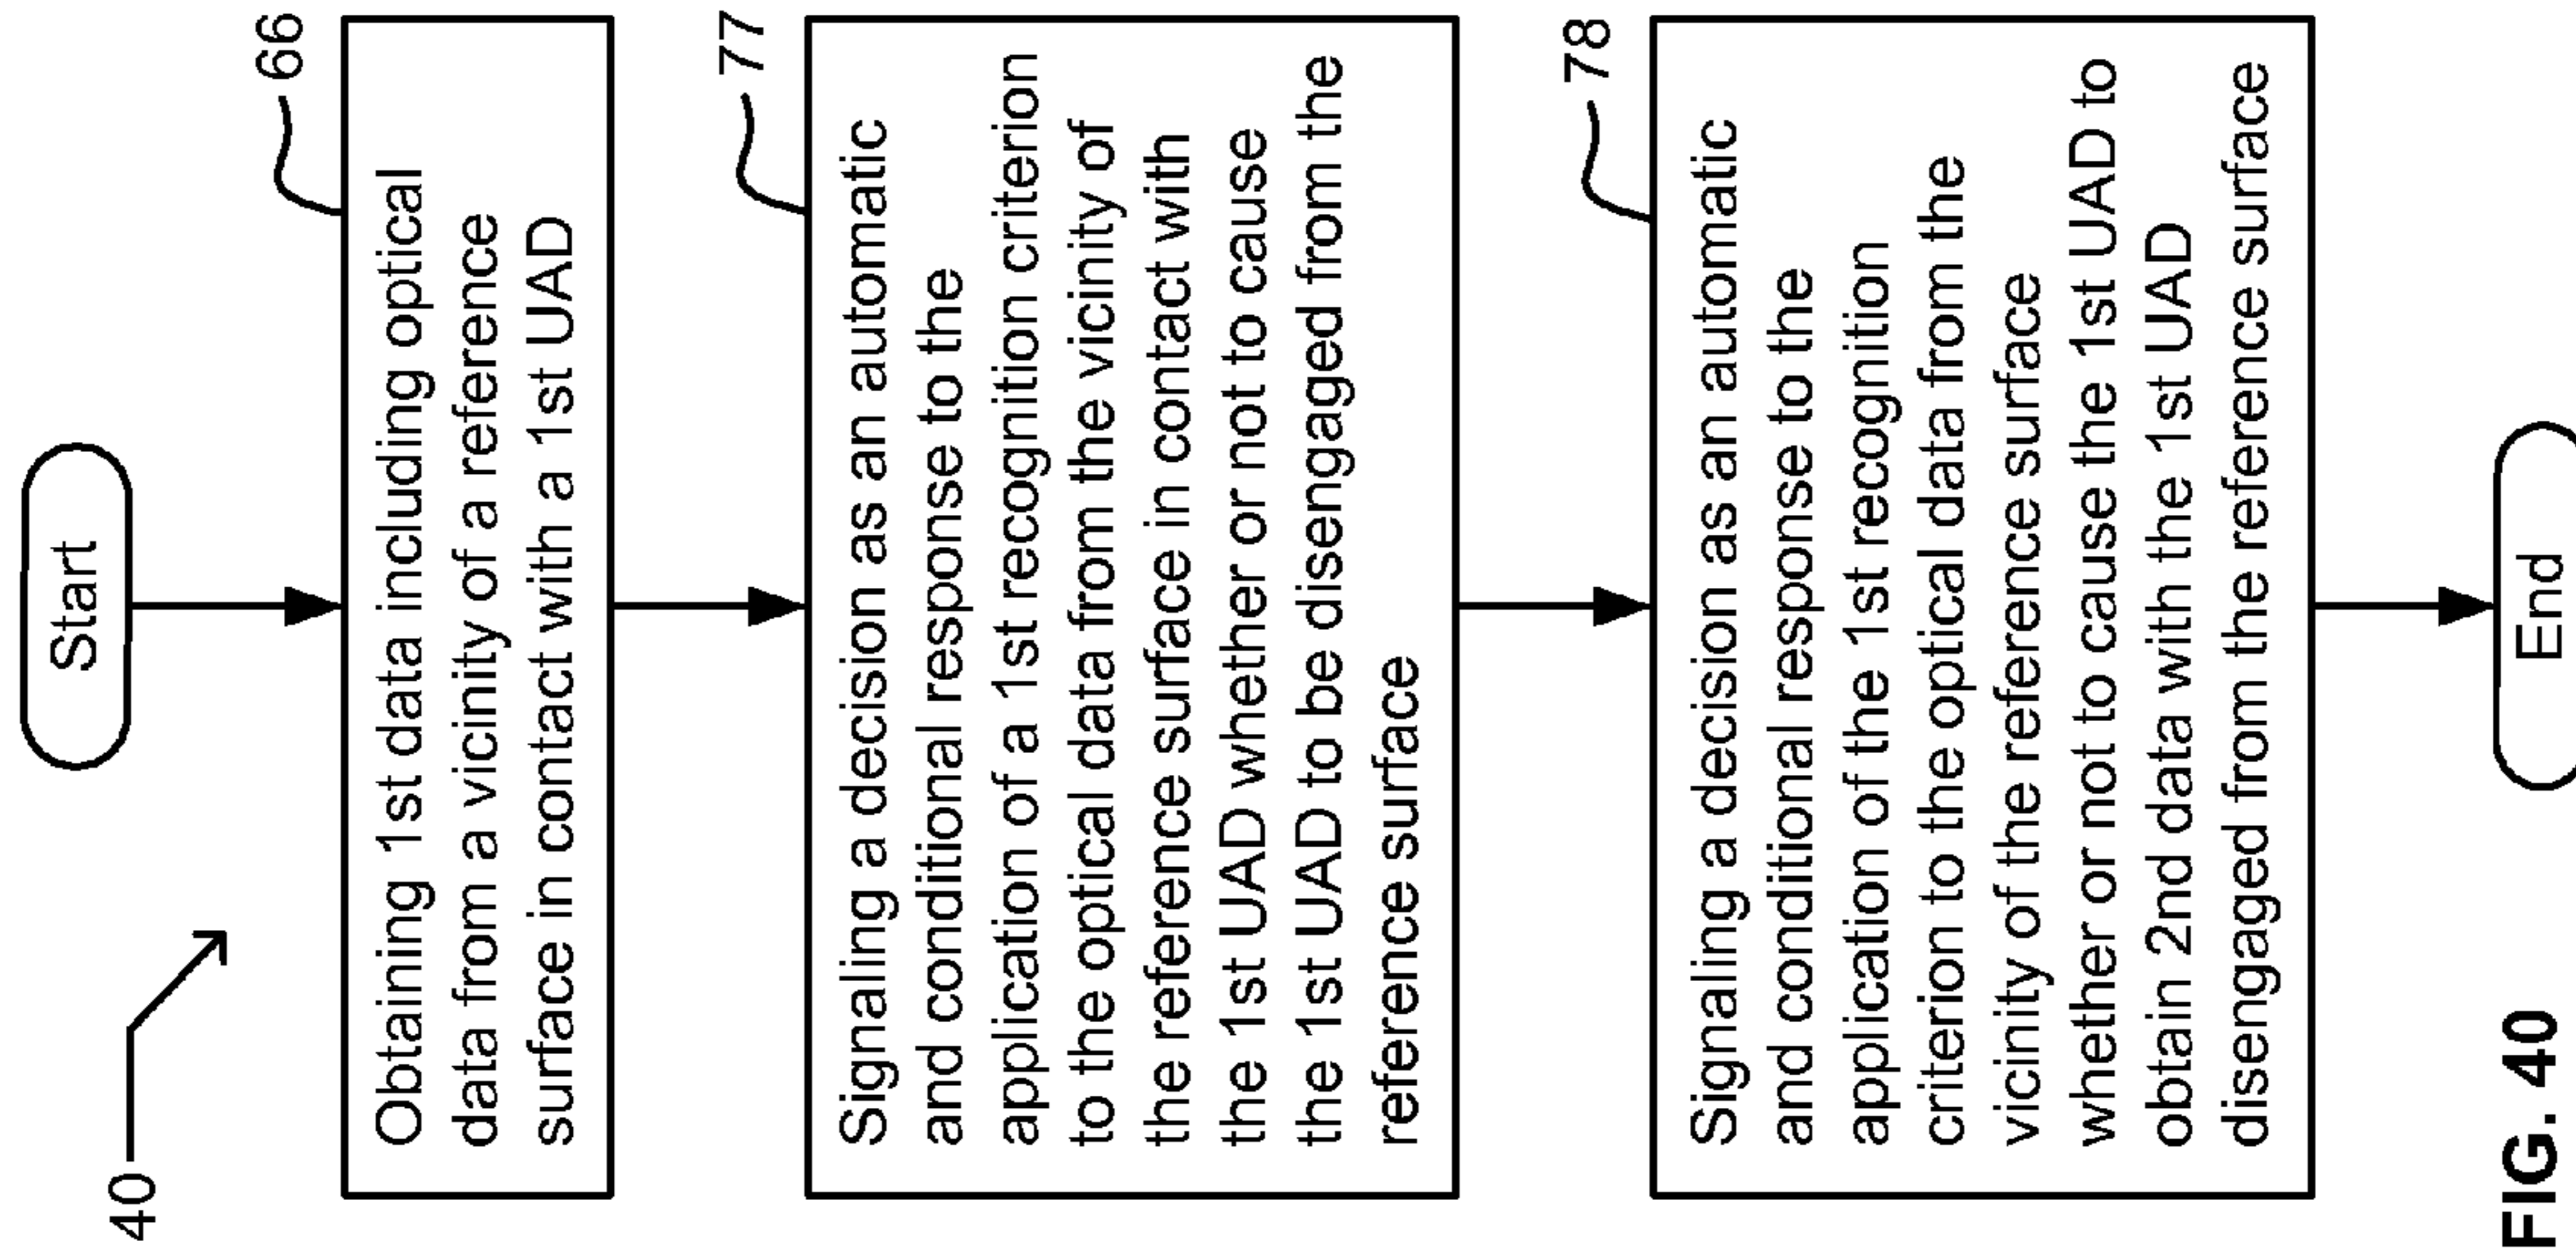 40
Start
66
Obtaining 1st data including optical
data from a vicinity of a reference
surface in contact with a 1st UAD
77
Signaling a decision as an automatic
and conditional response to the
application of a 1st recognition criterion
to the optical data from the vicinity of
the reference surface in contact with
the 1st UAD whether or not to cause
the 1st UAD to be disengaged from the
reference surface
78
Signaling a decision as an automatic
and conditional response to the
application of the 1st recognition
criterion to the optical data from the
vicinity of the reference surface
whether or not to cause the 1st UAD to
obtain 2nd data with the 1st UAD
disengaged from the reference surface
End
FIG. 40